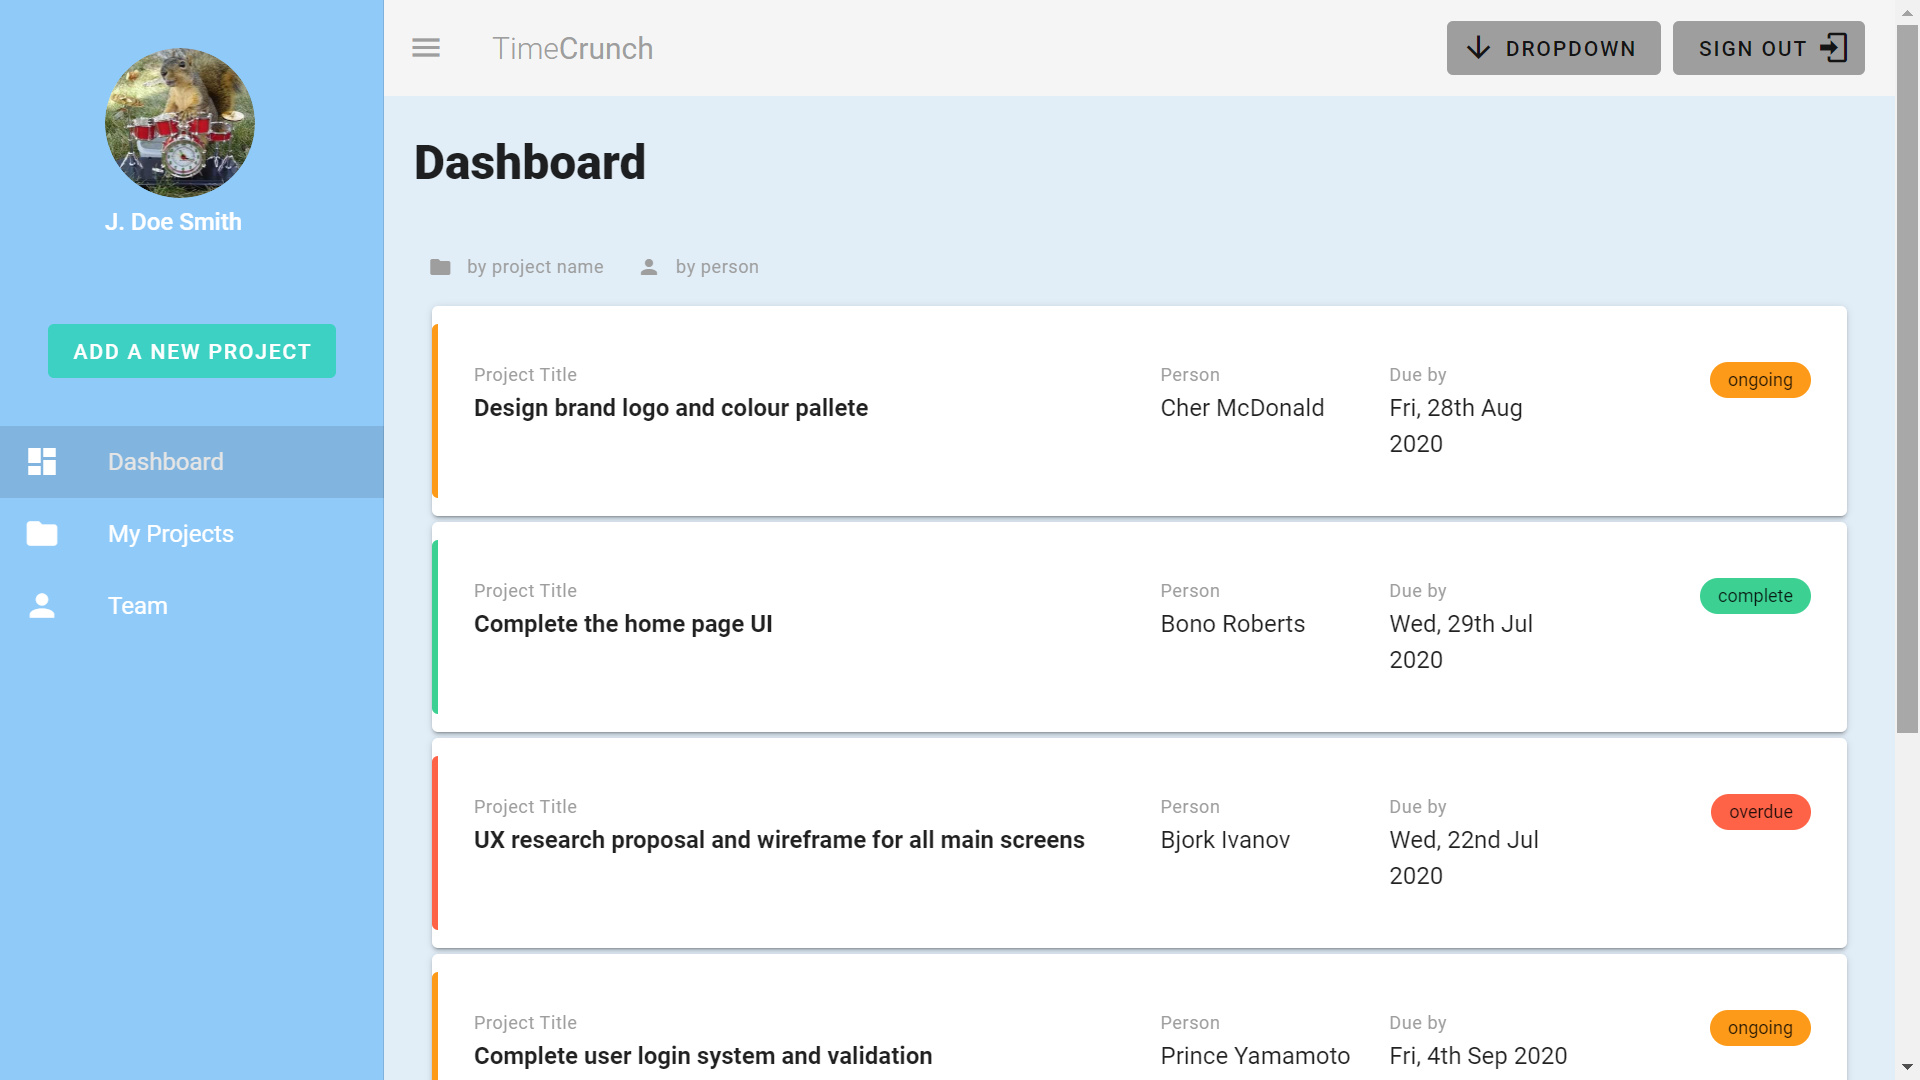 J. Doe Smith
ADD A NEW PROJECT
Dashboard
My Projects
Team
TimeCrunch
DROPDOWN
SIGN OUT
Dashboard
by project name
by person
Project Title
Design brand logo and colour pallete
Person
Cher McDonald
Due by
Fri, 28th Aug
2020
ongoing
Project Title
Complete the home page UI
Person
Bono Roberts
Due by
Wed, 29th Jul
2020
complete
Project Title
UX research proposal and wireframe for all main screens
Person
Bjork Ivanov
Due by
Wed, 22nd Jul
2020
overdue
Project Title
Complete user login system and validation
Person
Prince Yamamoto
Due by
Fri, 4th Sep 2020
ongoing